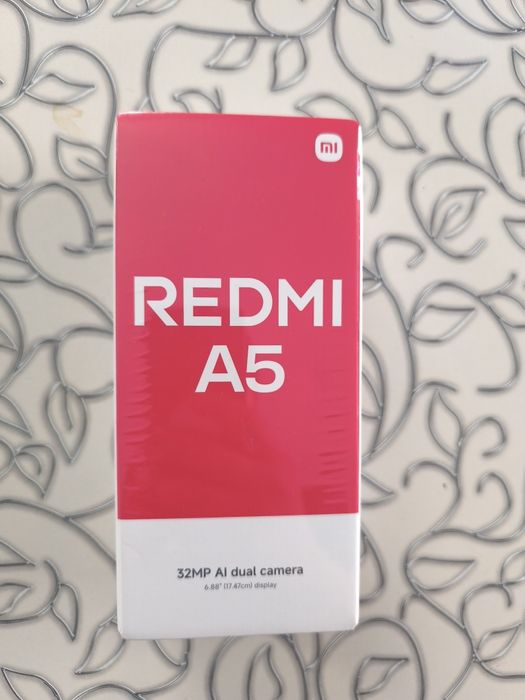 mi
REDMI
A5
32MP AI dual camera
6.88" (17.47cm) display